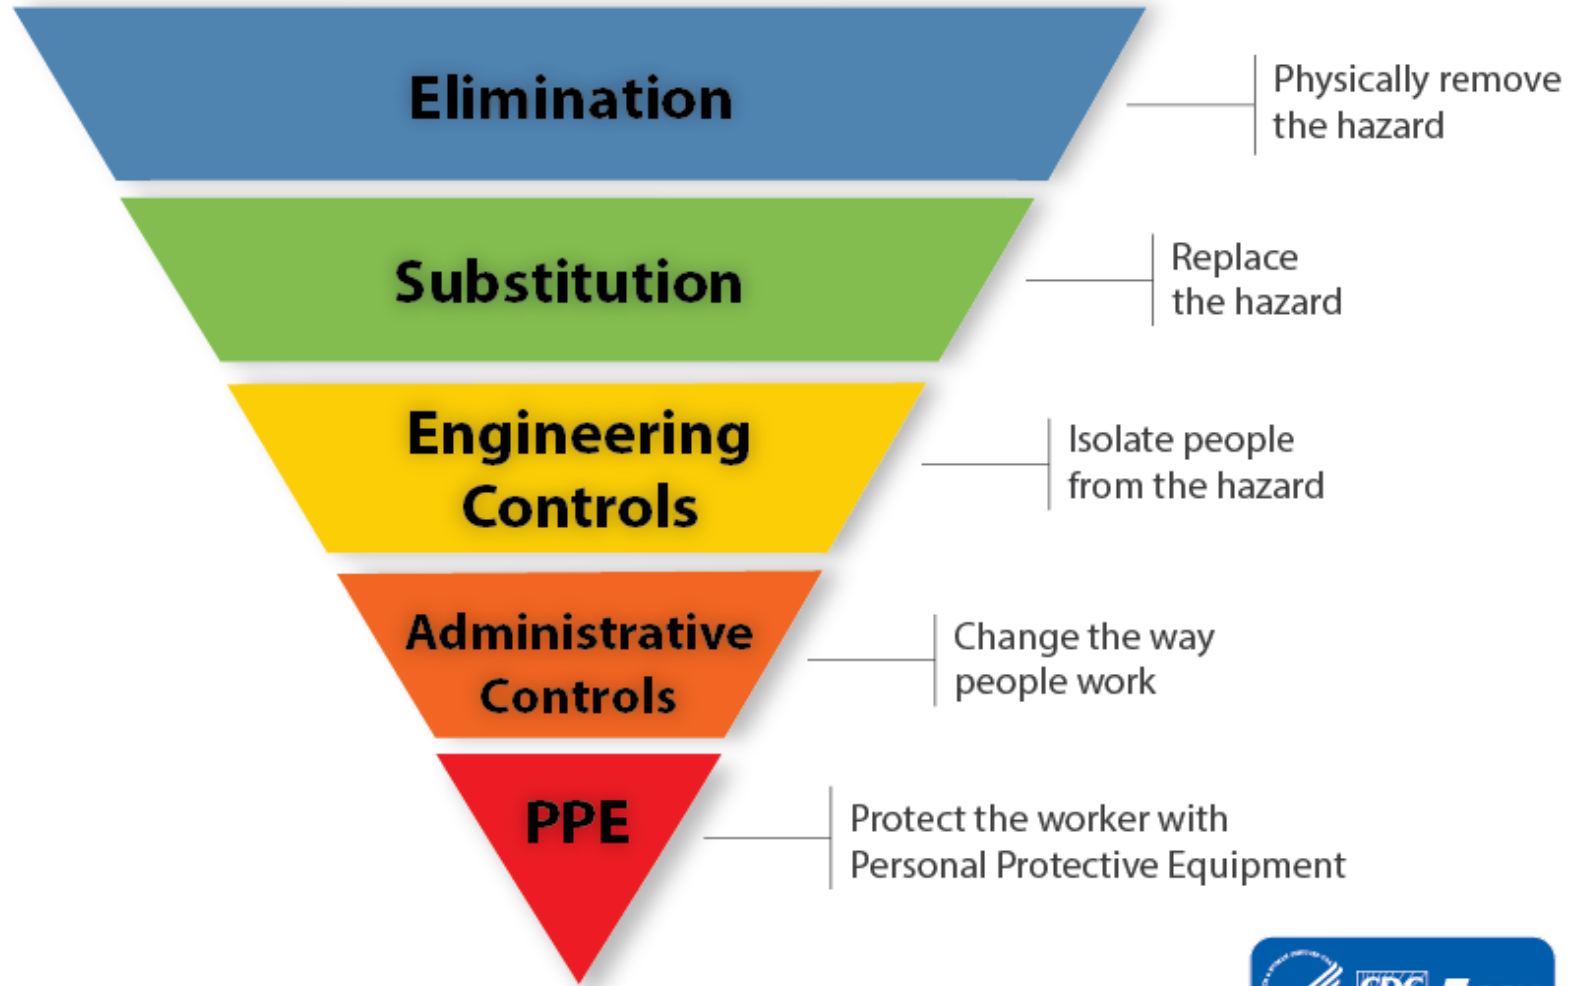 Elimination
Physically remove
the hazard
Substitution
Replace
the hazard
Engineering
Controls
Isolate people
from the hazard
Administrative
Controls
Change the way
people work
PPE
Protect the worker with
Personal Protective Equipment
CDC